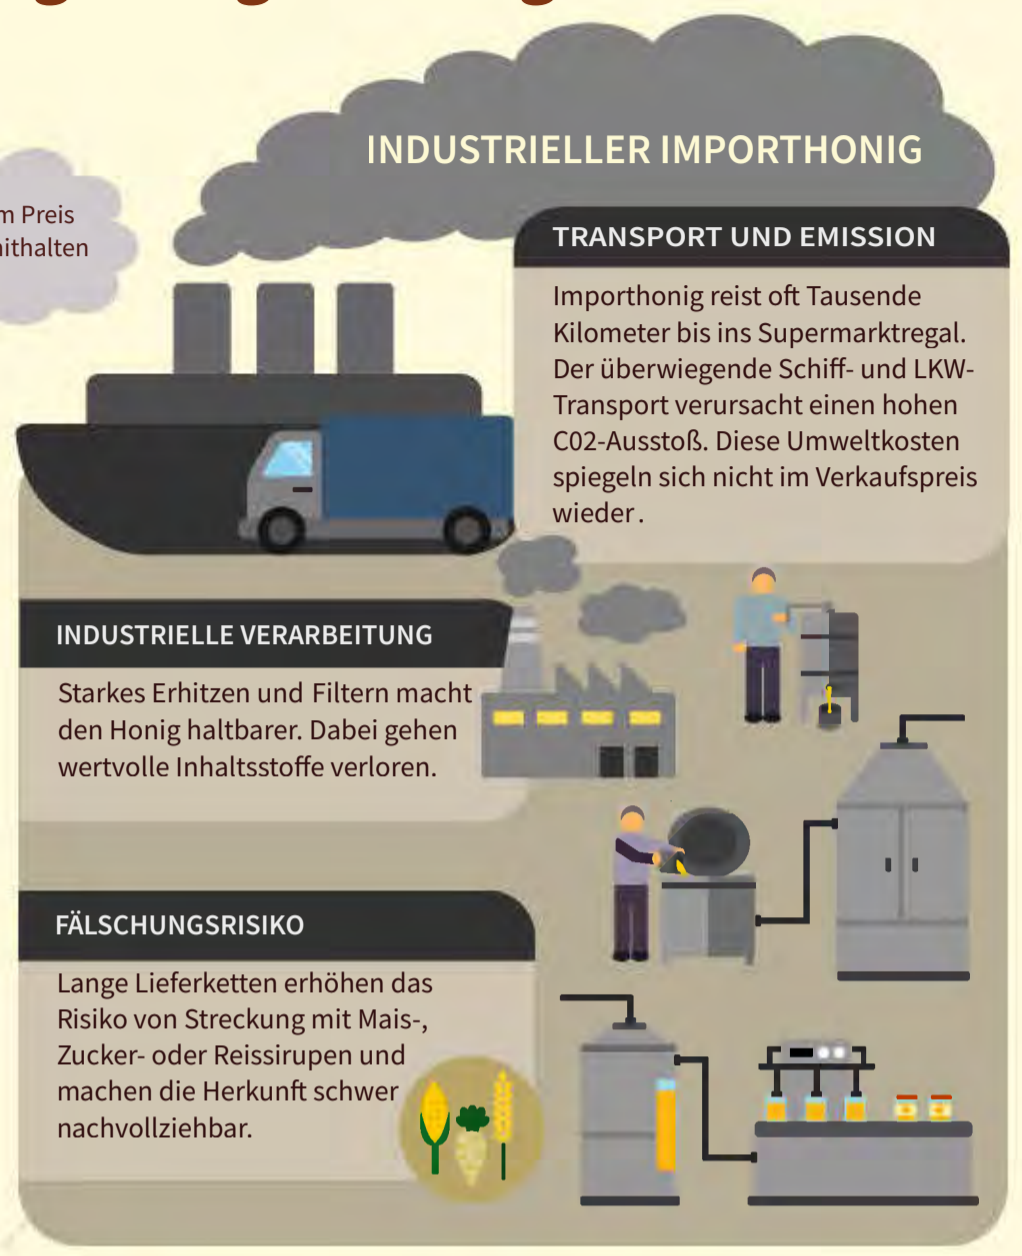 INDUSTRIELLER IMPORTHONIG
m Preis
ithalten
TRANSPORT UND EMISSION
Importhonig reist oft Tausende
Kilometer bis ins Supermarktregal.
Der überwiegende Schiff- und LKW-
Transport verursacht einen hohen
C02-Ausstoß. Diese Umweltkosten
spiegeln sich nicht im Verkaufspreis
wieder.
INDUSTRIELLE VERARBEITUNG
Starkes Erhitzen und Filtern macht
den Honig haltbarer. Dabei gehen
wertvolle Inhaltsstoffe verloren.
FÄLSCHUNGSRISIKO
Lange Lieferketten erhöhen das
Risiko von Streckung mit Mais-,
Zucker- oder Reissirupen und
machen die Herkunft schwer
nachvollziehbar.